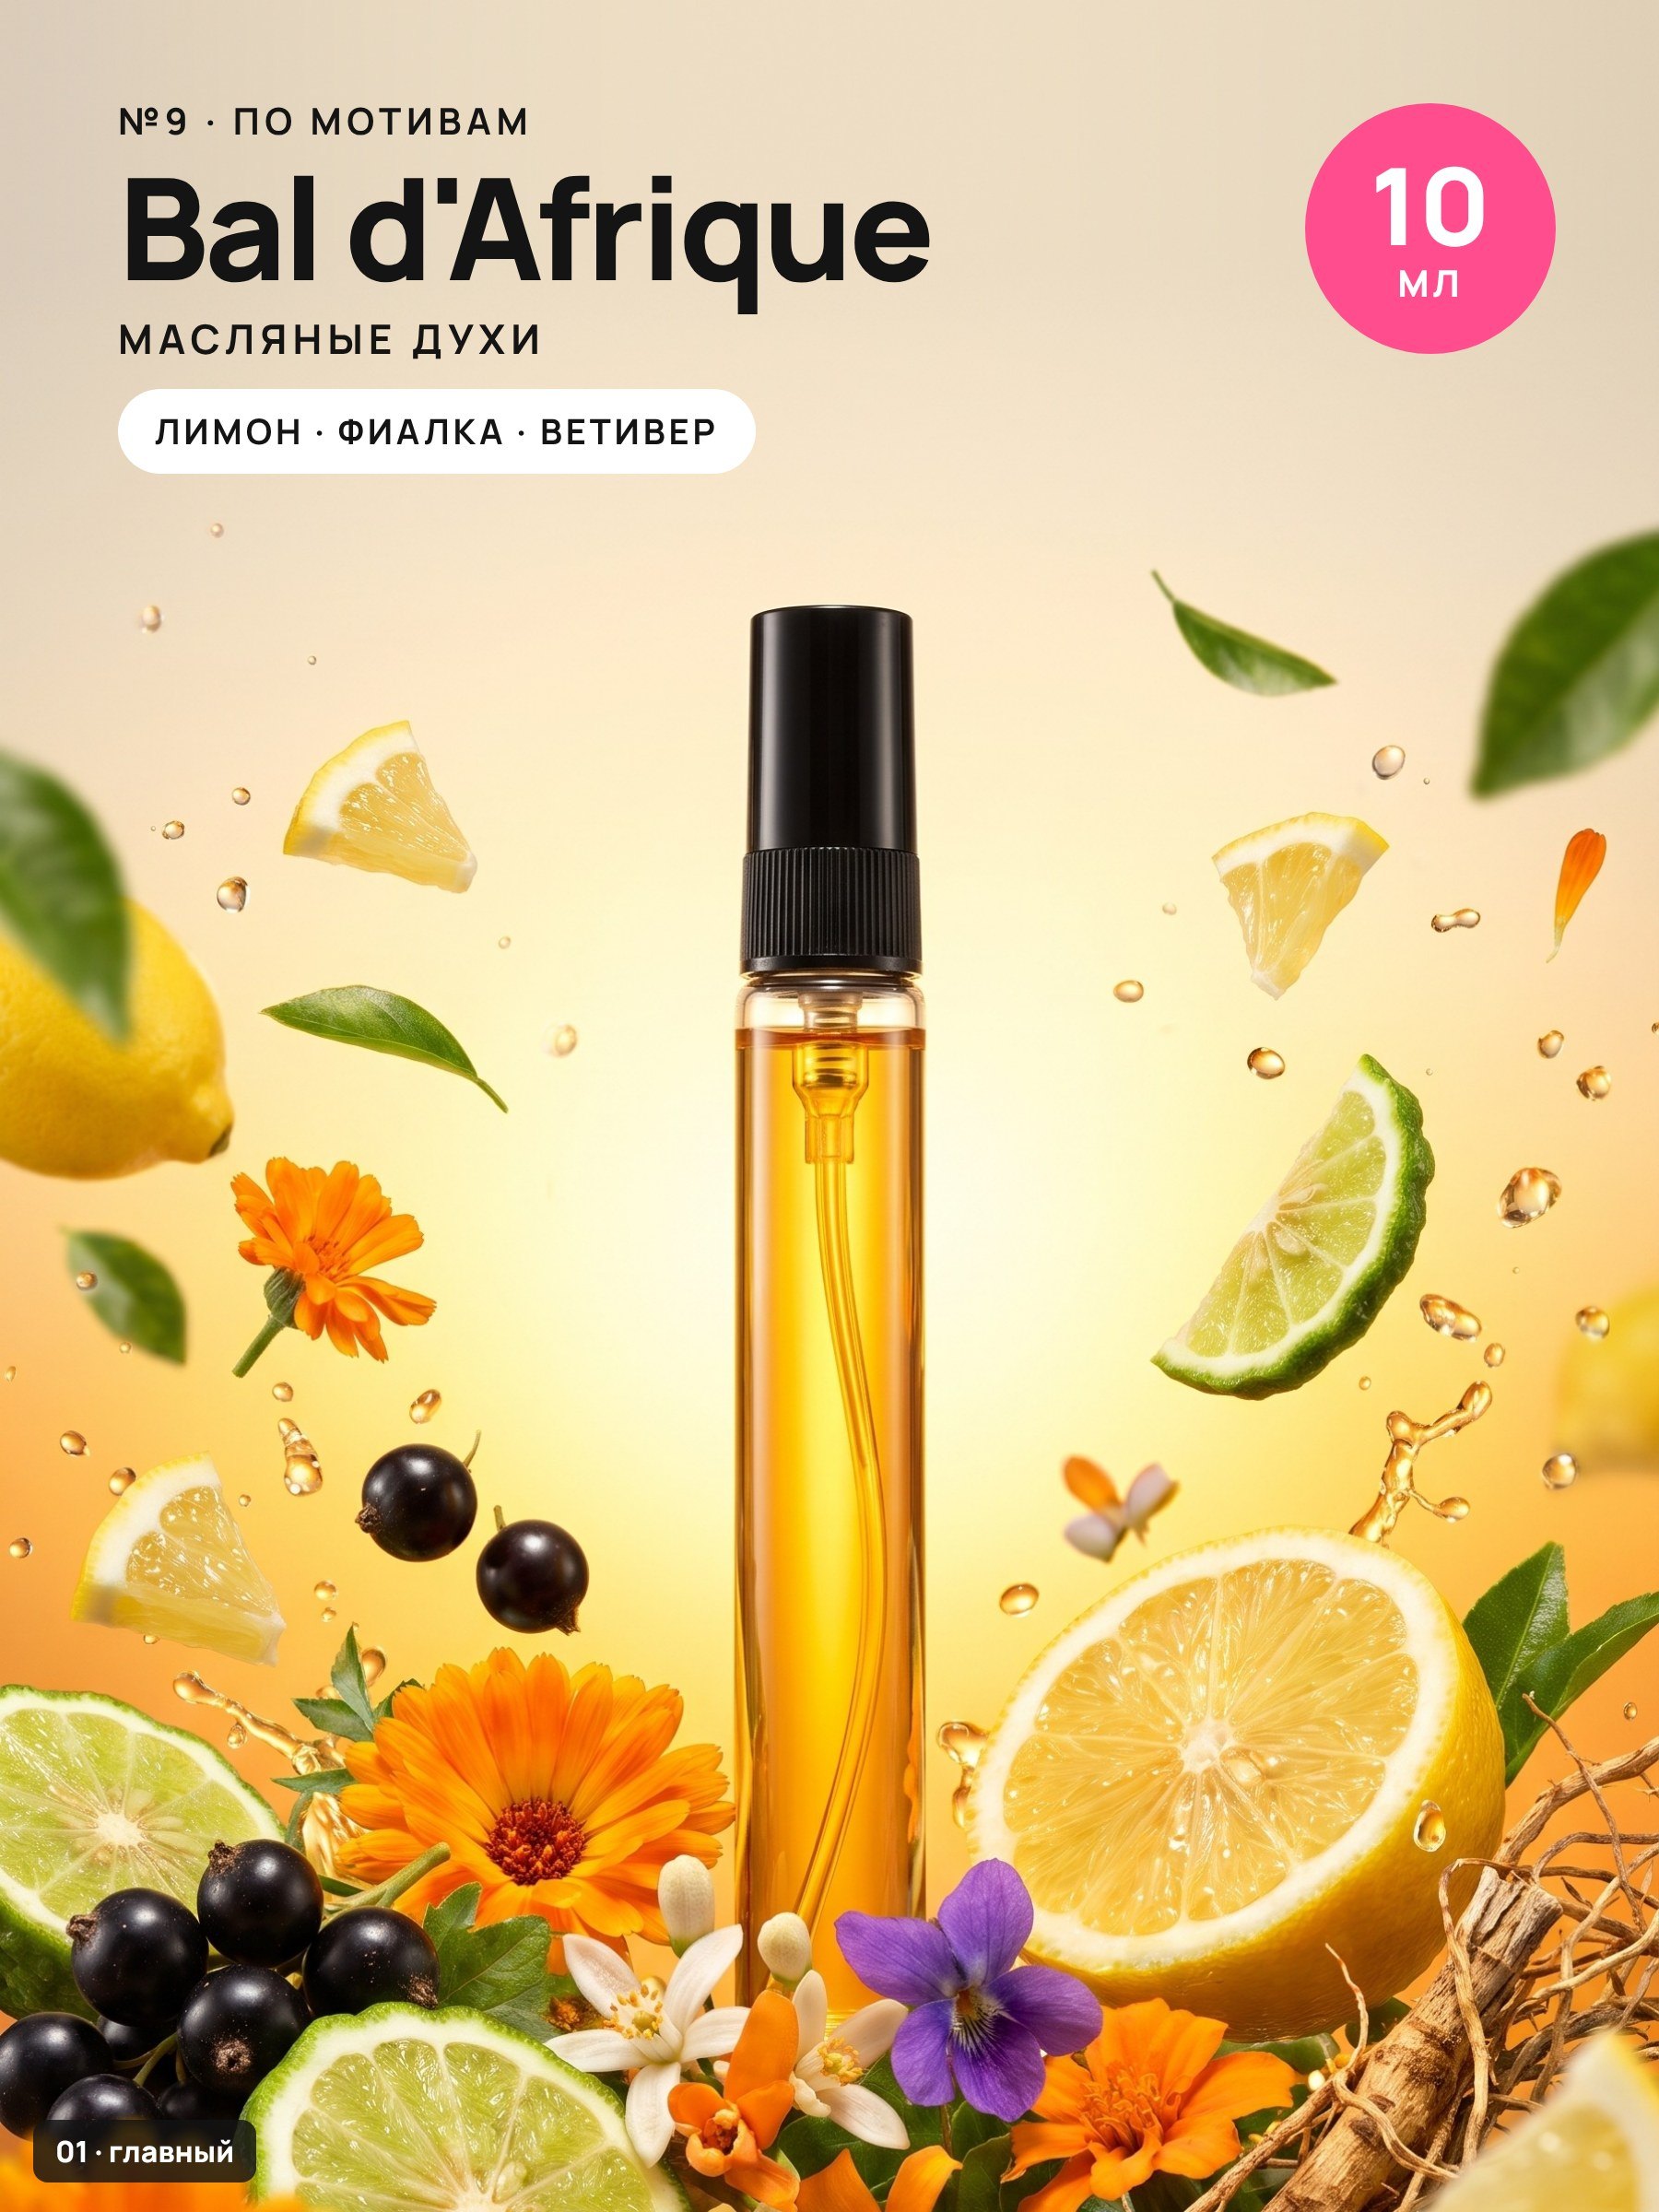 №9 · ПО МОТИВАМ
Bal d'Afrique
МАСЛЯНЫЕ ДУХИ
ЛИМОН · ФИАЛКА · ВЕТИВЕР
10
МЛ
01 · главный